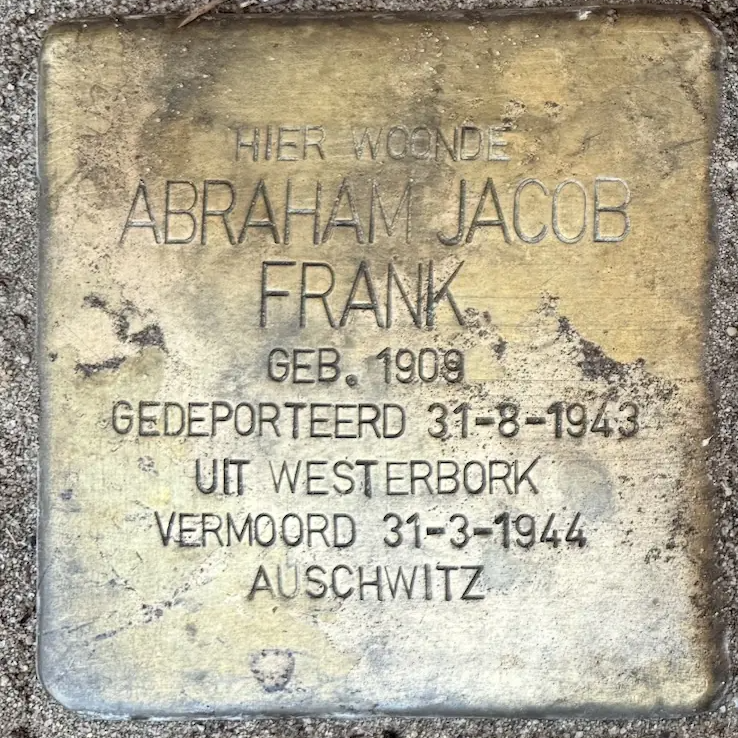 HIER WOONDE
ABRAHAM JACOB
FRANK
GEB. 1909
GEDEPORTEERD 31-8-1943
UIT WESTERBORK
VERMOORD 31-3-1944
AUSCHWITZ